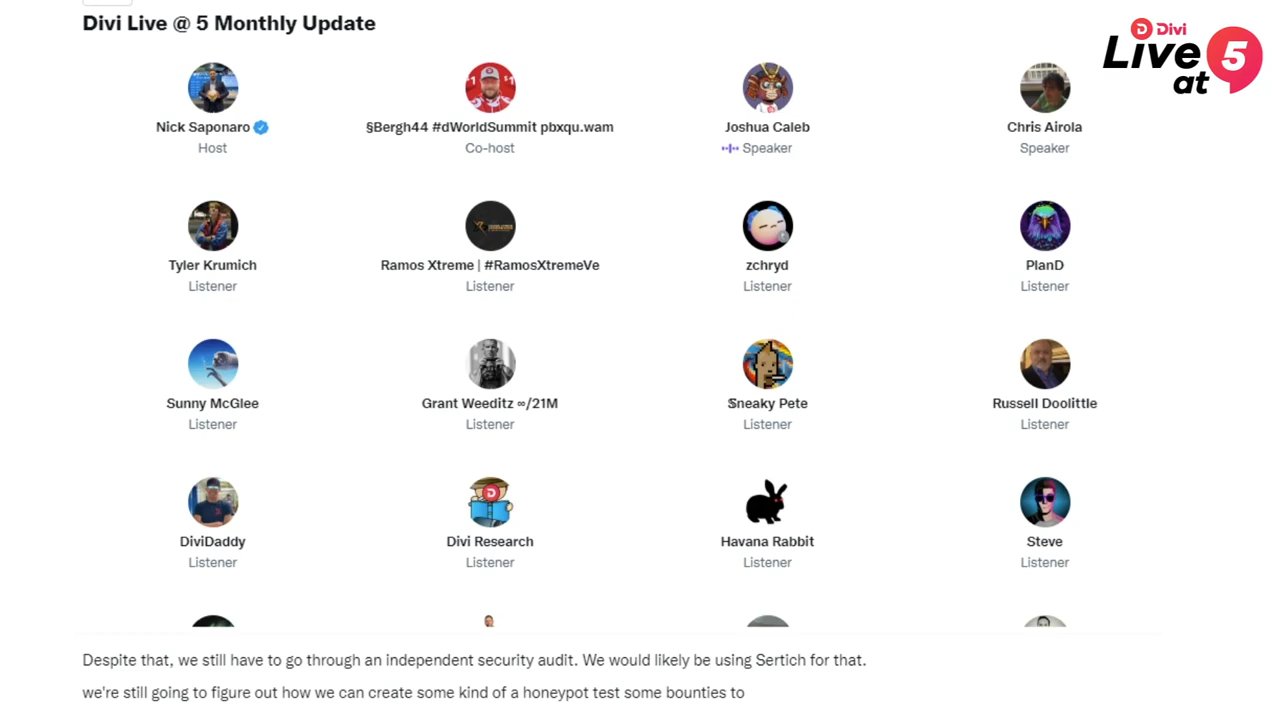 Divi Live @ 5 Monthly Update
Divi
Live
at 5
Nick Saponaro
Host
§Bergh44 #dWorldSummit pbxqu.wam
Co-host
Joshua Caleb
Speaker
Chris Airola
Speaker
Tyler Krumich
Listener
Ramos Xtreme | #RamosXtremeVe
Listener
zchryd
Listener
PlanD
Listener
Sunny McGlee
Listener
Grant Weeditz ∞/21M
Listener
Sneaky Pete
Listener
Russell Doolittle
Listener
DiviDaddy
Listener
Divi Research
Listener
Havana Rabbit
Listener
Steve
Listener
Despite that, we still have to go through an independent security audit. We would likely be using Sertich for that.
we're still going to figure out how we can create some kind of a honeypot test some bounties to